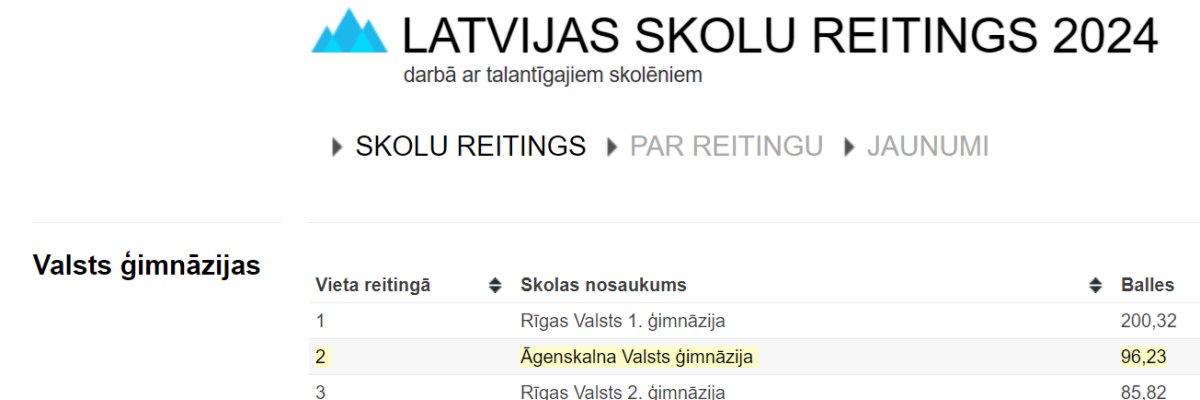 LATVIJAS SKOLU REITINGS 2024
darbā ar talantīgajiem skolēniem
SKOLU REITINGS PAR REITINGU JAUNUMI
Valsts ģimnāzijas
Vieta reitingā Skolas nosaukums Balles
1 Rīgas Valsts 1. ģimnāzija 200,32
2 Āgenskalna Valsts ģimnāzija 96,23
3 Rīgas Valsts 2. ģimnāzija 85,82